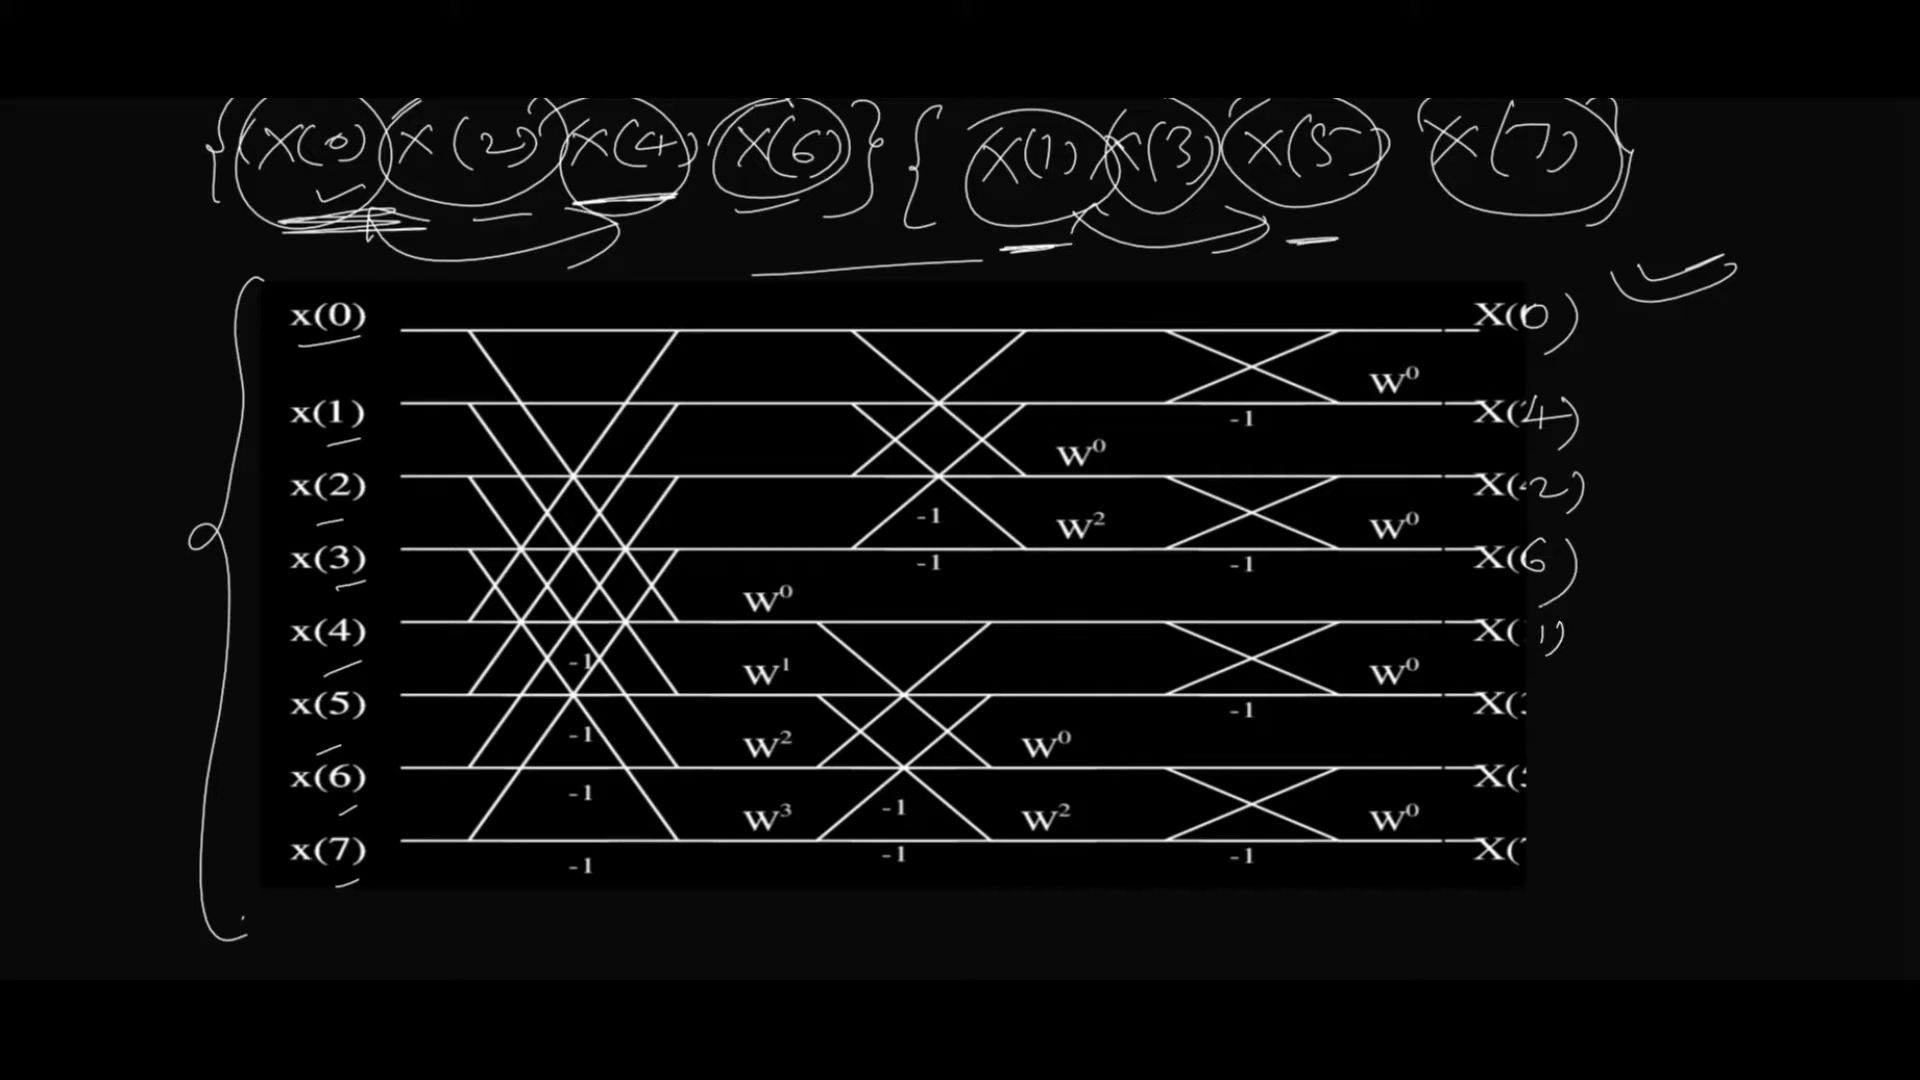 {X(0) X(2) X(4) X(6)} {X(1) X(3) X(5) X(7)}
x(0) X(0)
W⁰
x(1) X(4)
-1
W⁰
x(2) X(2)
-1 W² W⁰
x(3) X(6)
-1 -1
W⁰
x(4) X(1)
-1 W¹ W⁰
x(5) X(
-1
-1 W² W⁰
x(6) X(
-1 W³ -1 W² W⁰
x(7) X(
-1 -1 -1